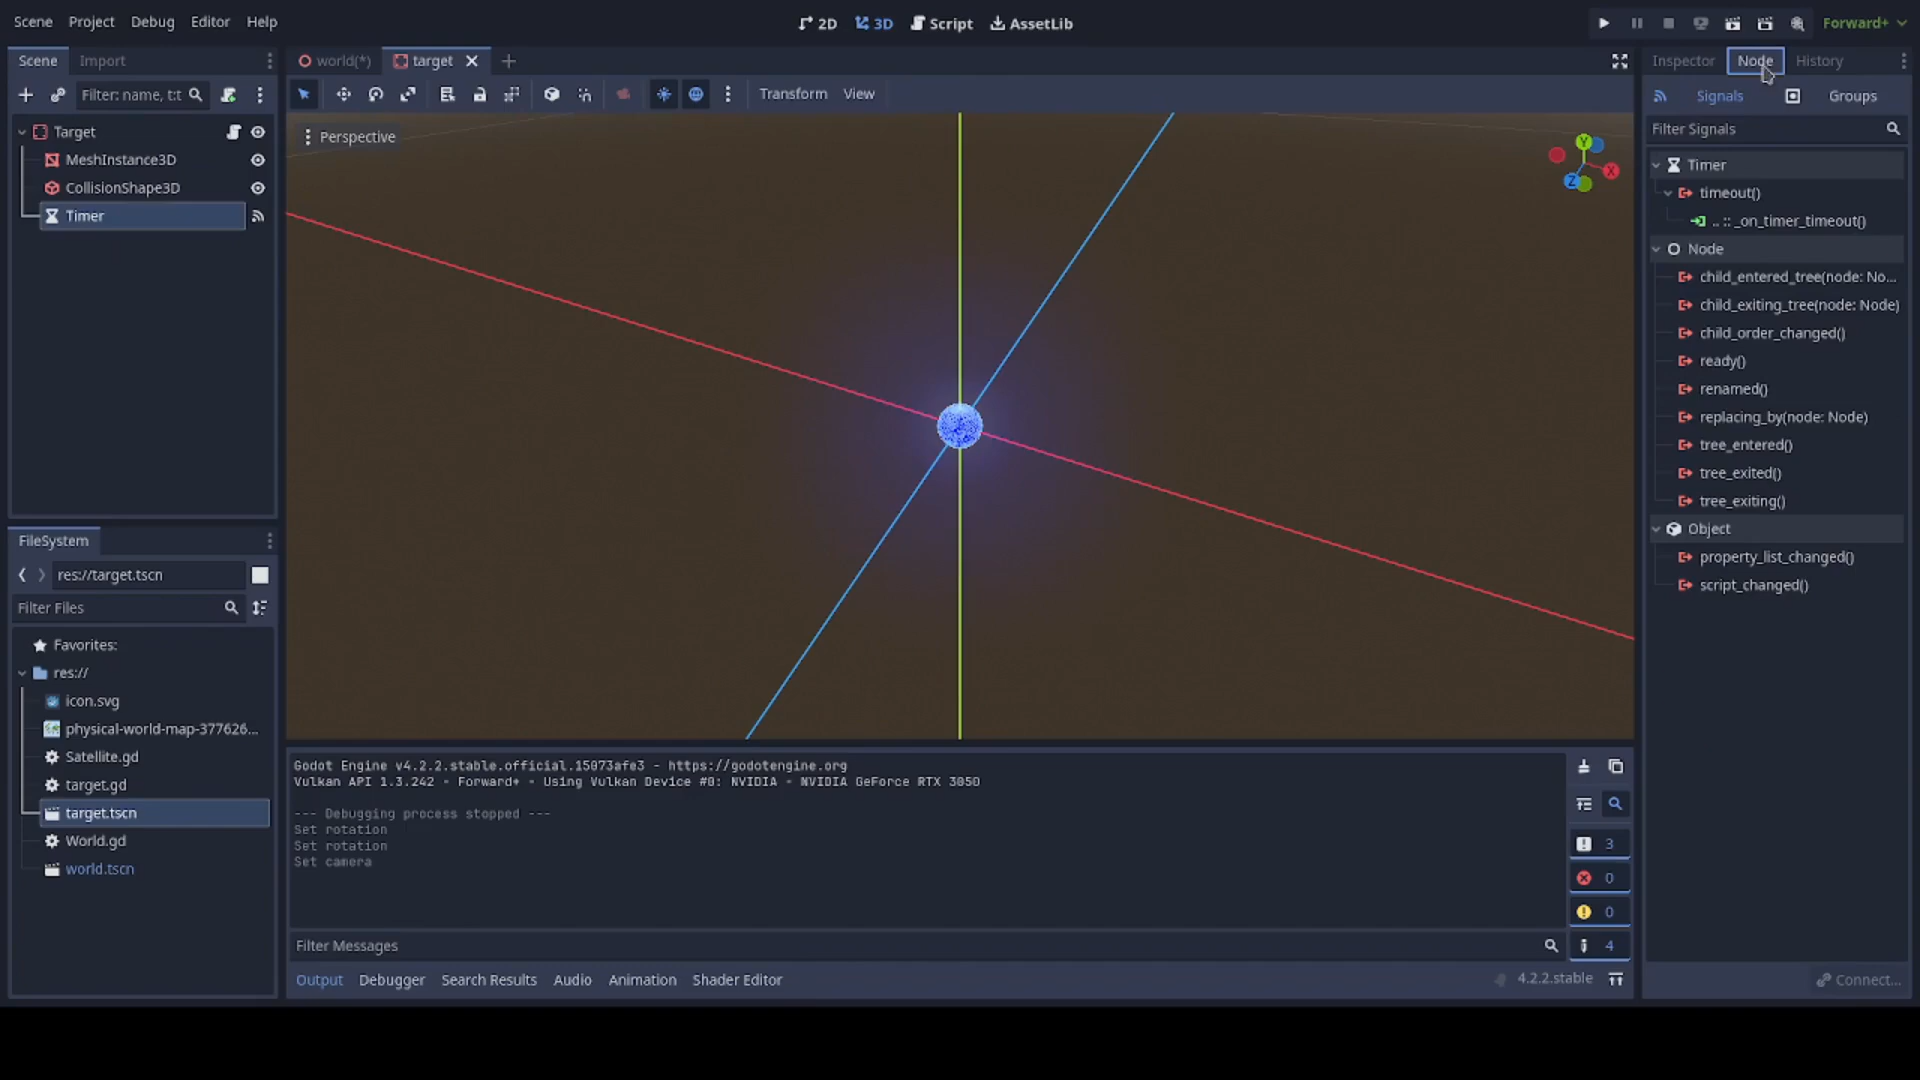 Scene Project Debug Editor Help
2D 3D Script AssetLib
Forward+
Scene Import
Filter: name, t:t
Target
MeshInstance3D
CollisionShape3D
Timer
FileSystem
res://target.tscn
Filter Files
Favorites:
res://
icon.svg
physical-world-map-377626...
Satellite.gd
target.gd
target.tscn
World.gd
world.tscn
world(*) target
Transform View
Perspective
Y
X
Z
Godot Engine v4.2.2.stable.official.15073afe3 - https://godotengine.org
Vulkan API 1.3.242 - Forward+ - Using Vulkan Device #0: NVIDIA - NVIDIA GeForce RTX 3050
--- Debugging process stopped ---
Set rotation
Set rotation
Set camera
3
0
0
4
Filter Messages
Output Debugger Search Results Audio Animation Shader Editor
4.2.2.stable
Inspector Node History
Signals Groups
Filter Signals
Timer
timeout()
.. :: _on_timer_timeout()
Node
child_entered_tree(node: No...
child_exiting_tree(node: Node)
child_order_changed()
ready()
renamed()
replacing_by(node: Node)
tree_entered()
tree_exited()
tree_exiting()
Object
property_list_changed()
script_changed()
Connect...